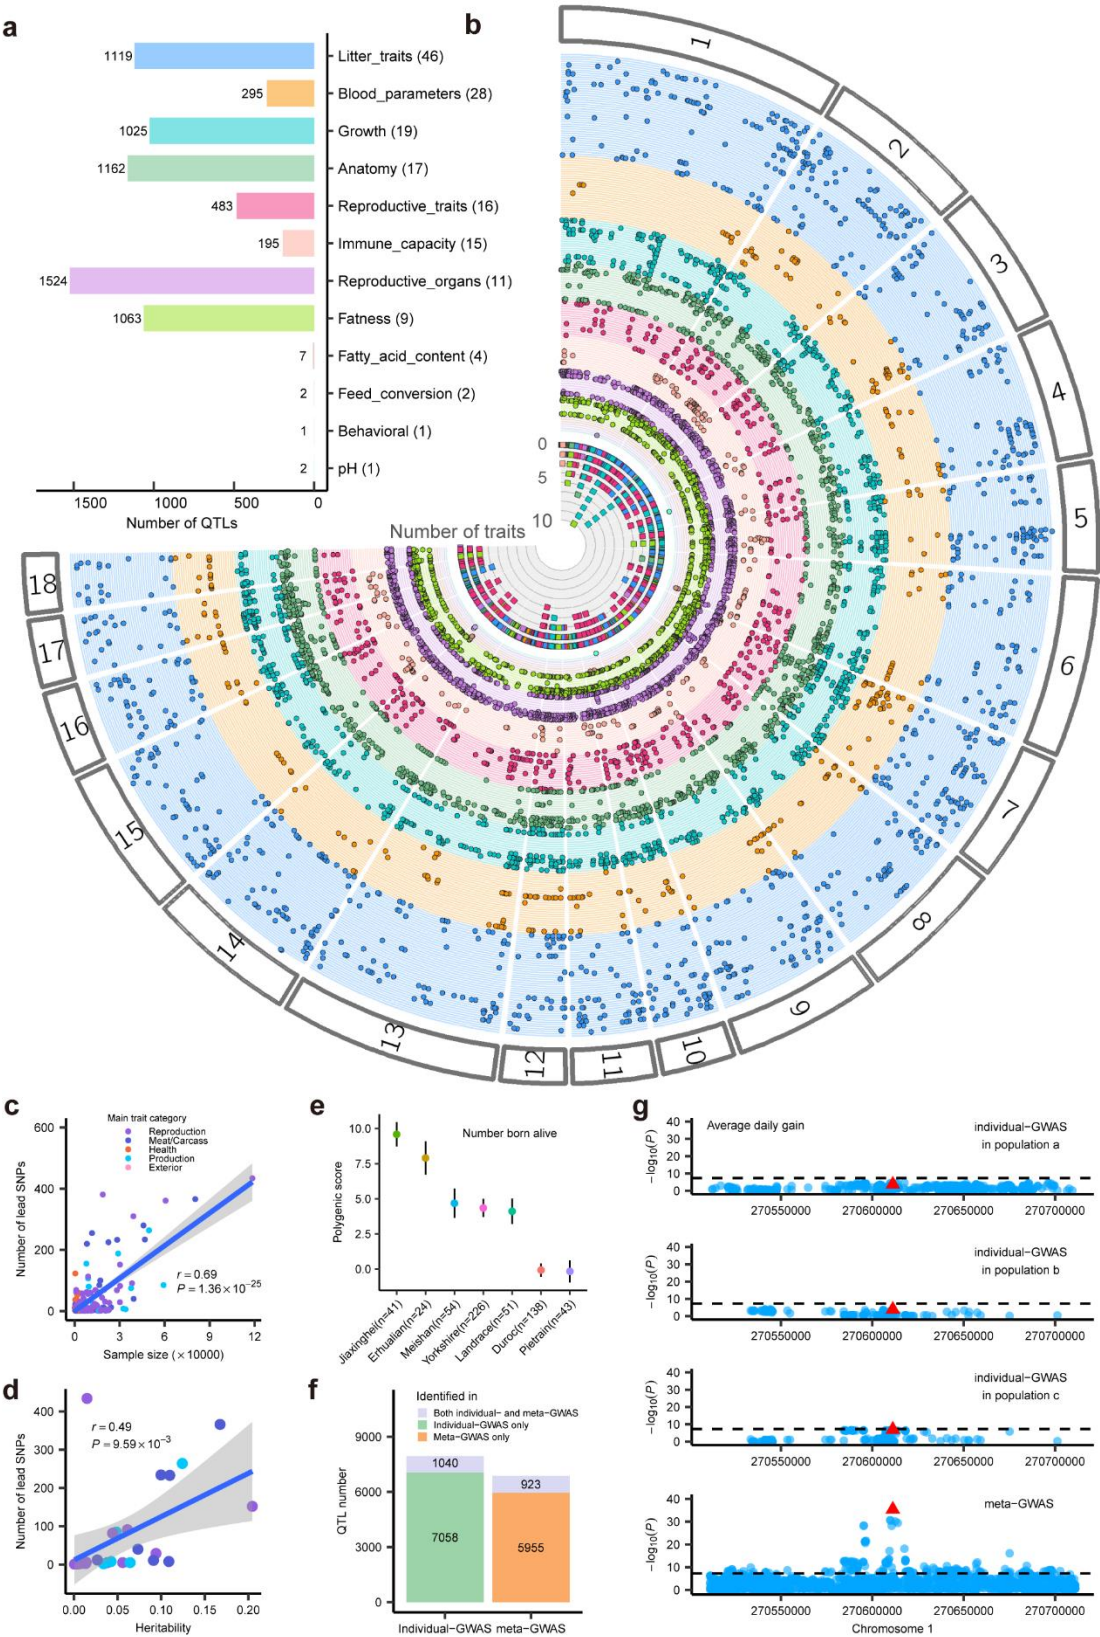 a
1119 Litter_traits (46)
295 Blood_parameters (28)
1025 Growth (19)
1162 Anatomy (17)
483 Reproductive_traits (16)
195 Immune_capacity (15)
1524 Reproductive_organs (11)
1063 Fatness (9)
7 Fatty_acid_content (4)
2 Feed_conversion (2)
1 Behavioral (1)
2 pH (1)
1500 1000 500 0
Number of QTLs
b
1
2
3
4
5
6
7
8
9
10
11
12
13
14
15
16
17
18
0
5
10
Number of traits
c
Main trait category
Reproduction
Meat/Carcass
Health
Production
Exterior
Number of lead SNPs
600
400
200
0
r = 0.69
P = 1.36×10−25
0 3 6 9 12
Sample size (×10000)
d
Number of lead SNPs
400
300
200
100
0
r = 0.49
P = 9.59×10−3
0.00 0.05 0.10 0.15 0.20
Heritability
e
Number born alive
Polygenic score
10.0
7.5
5.0
2.5
0.0
Jiaxinghei(n=41)
Erhualian(n=24)
Meishan(n=54)
Yorkshire(n=226)
Landrace(n=51)
Duroc(n=138)
Pietrain(n=43)
f
Identified in
Both individual− and meta−GWAS
Individual−GWAS only
Meta−GWAS only
QTL number
9000
6000
3000
0
1040
7058
923
5955
Individual−GWAS meta−GWAS
g
Average daily gain
individual−GWAS
in population a
−log10(P)
40
30
20
10
0
270550000 270600000 270650000 270700000
individual−GWAS
in population b
−log10(P)
40
30
20
10
0
270550000 270600000 270650000 270700000
individual−GWAS
in population c
−log10(P)
40
30
20
10
0
270550000 270600000 270650000 270700000
meta−GWAS
−log10(P)
40
30
20
10
0
270550000 270600000 270650000 270700000
Chromosome 1